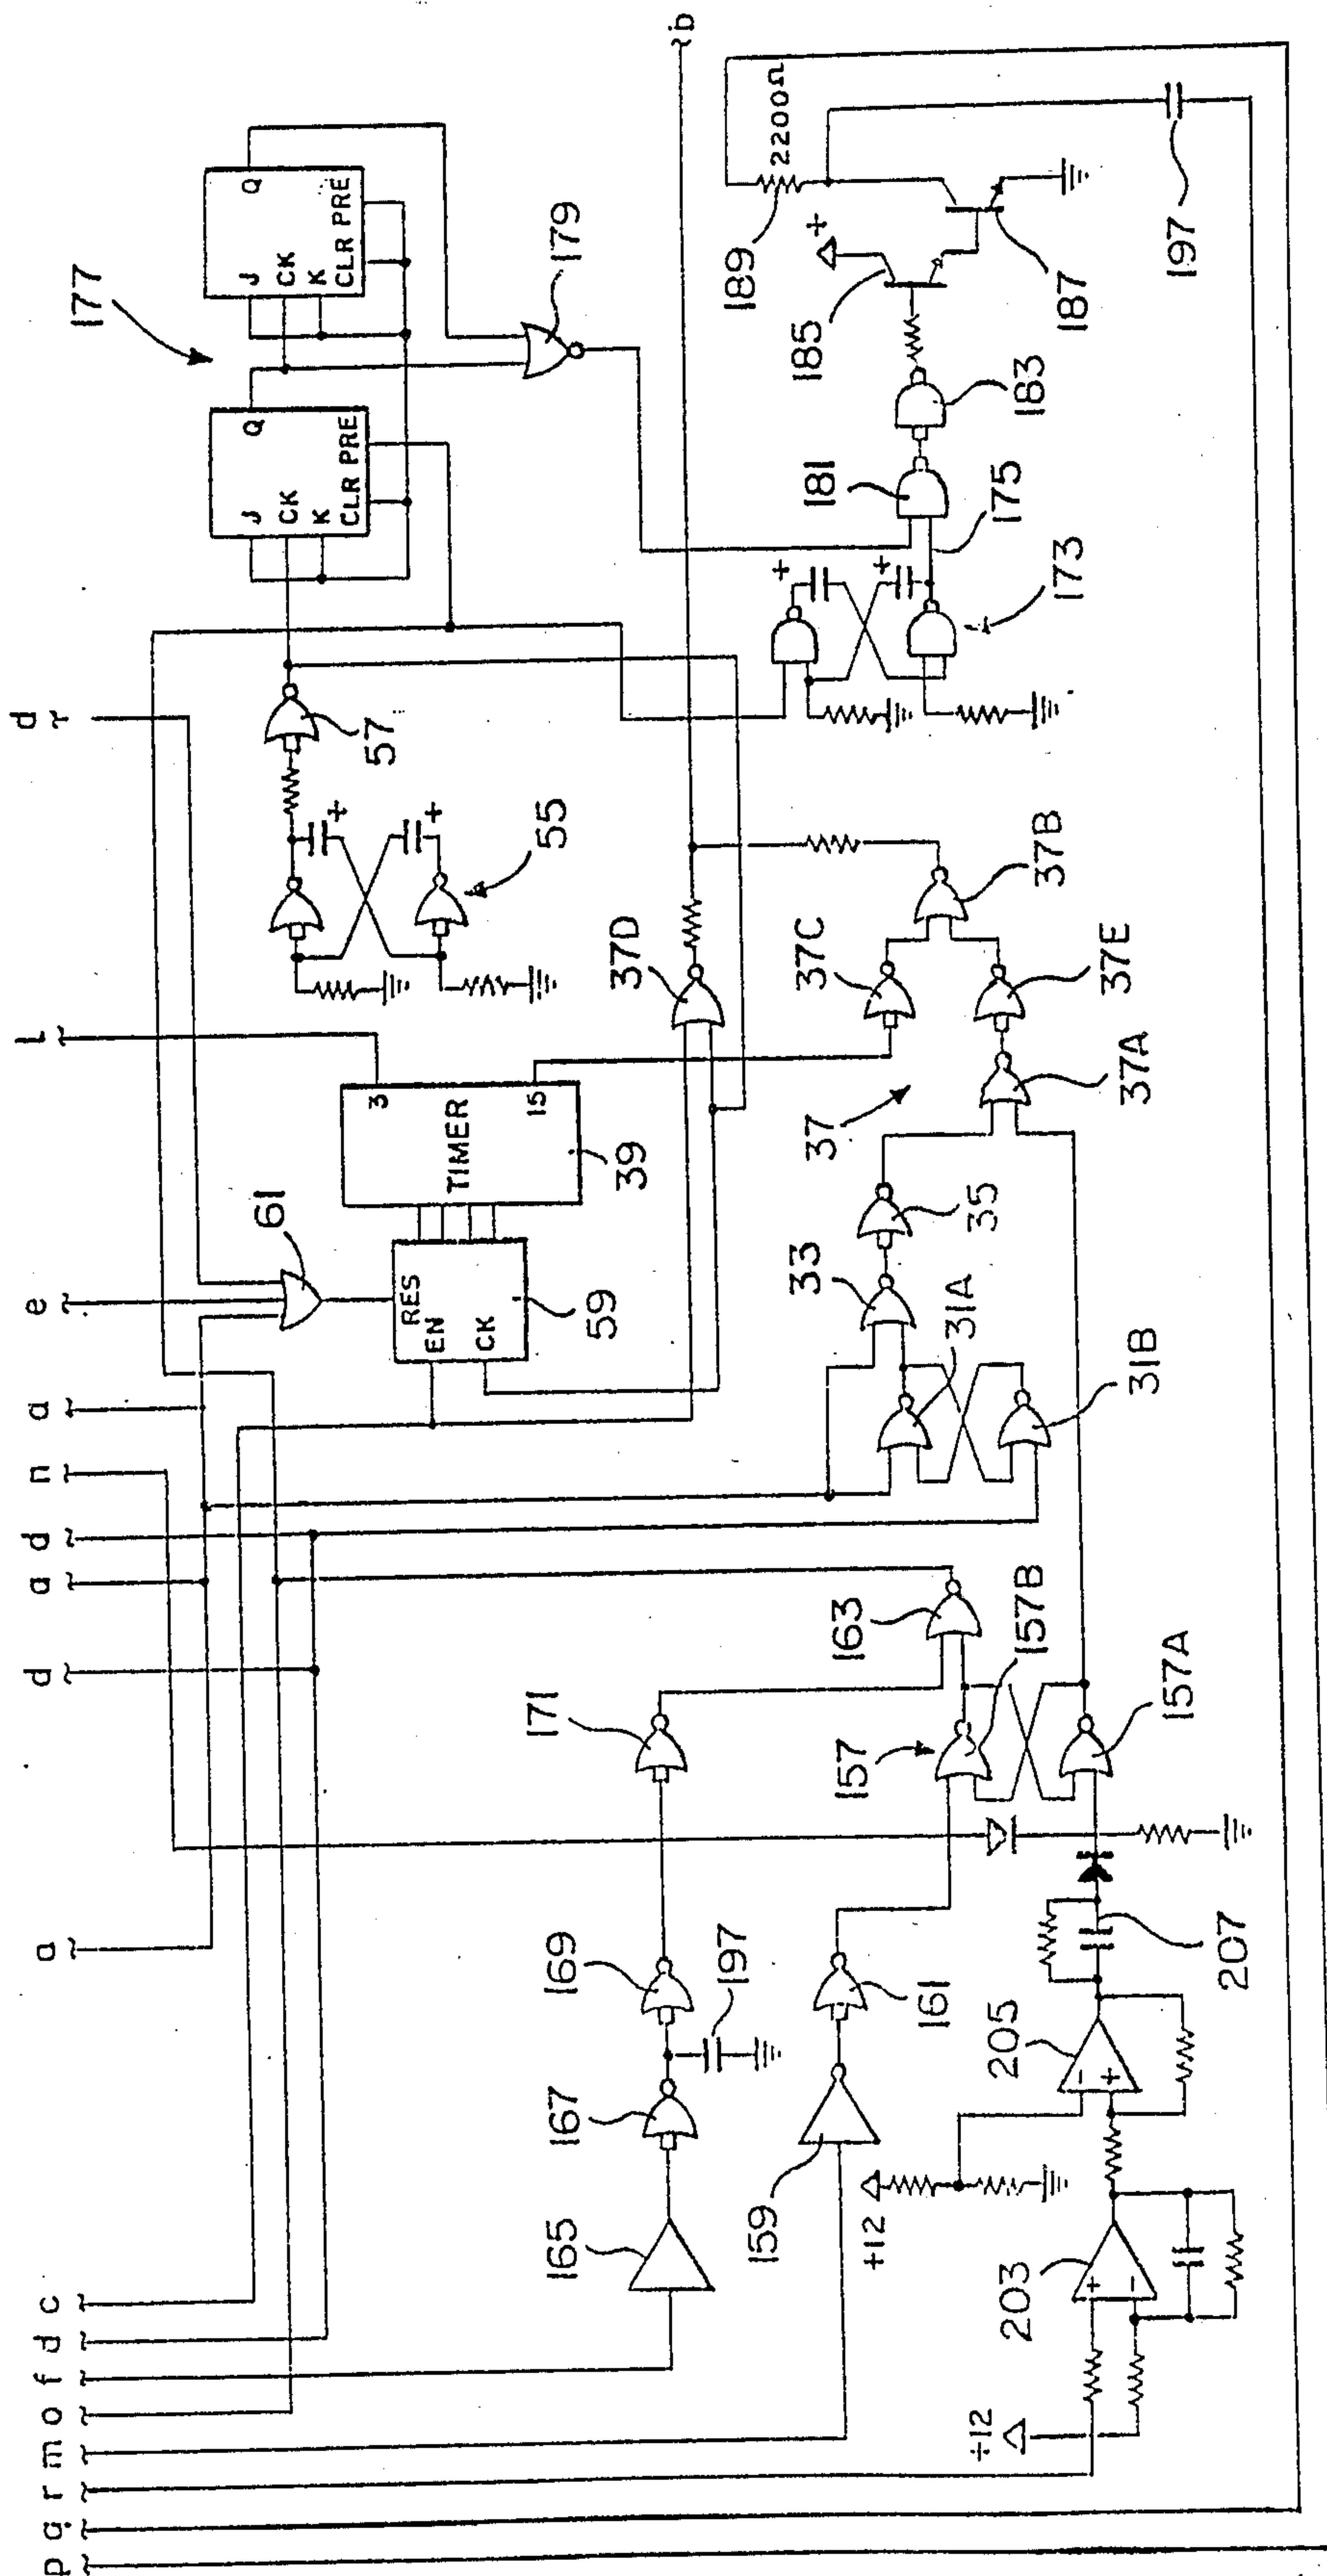 p q r m o f d c a d a d n a e l d
177
J Q
CK
K
CLR PRE
J Q
CK
K
CLR PRE
61
3
TIMER
15
39
RES
EN
CK
59
57
+
+
55
179
171
169
197
167
165
37D
b
157
163
157B
161
159
33
35
31A
31B
37
37C
37A
37E
37B
+
+
173
175
181
183
185
+
187
189
2200Ω
197
157A
207
205
-
+
+12
203
+
-
+12